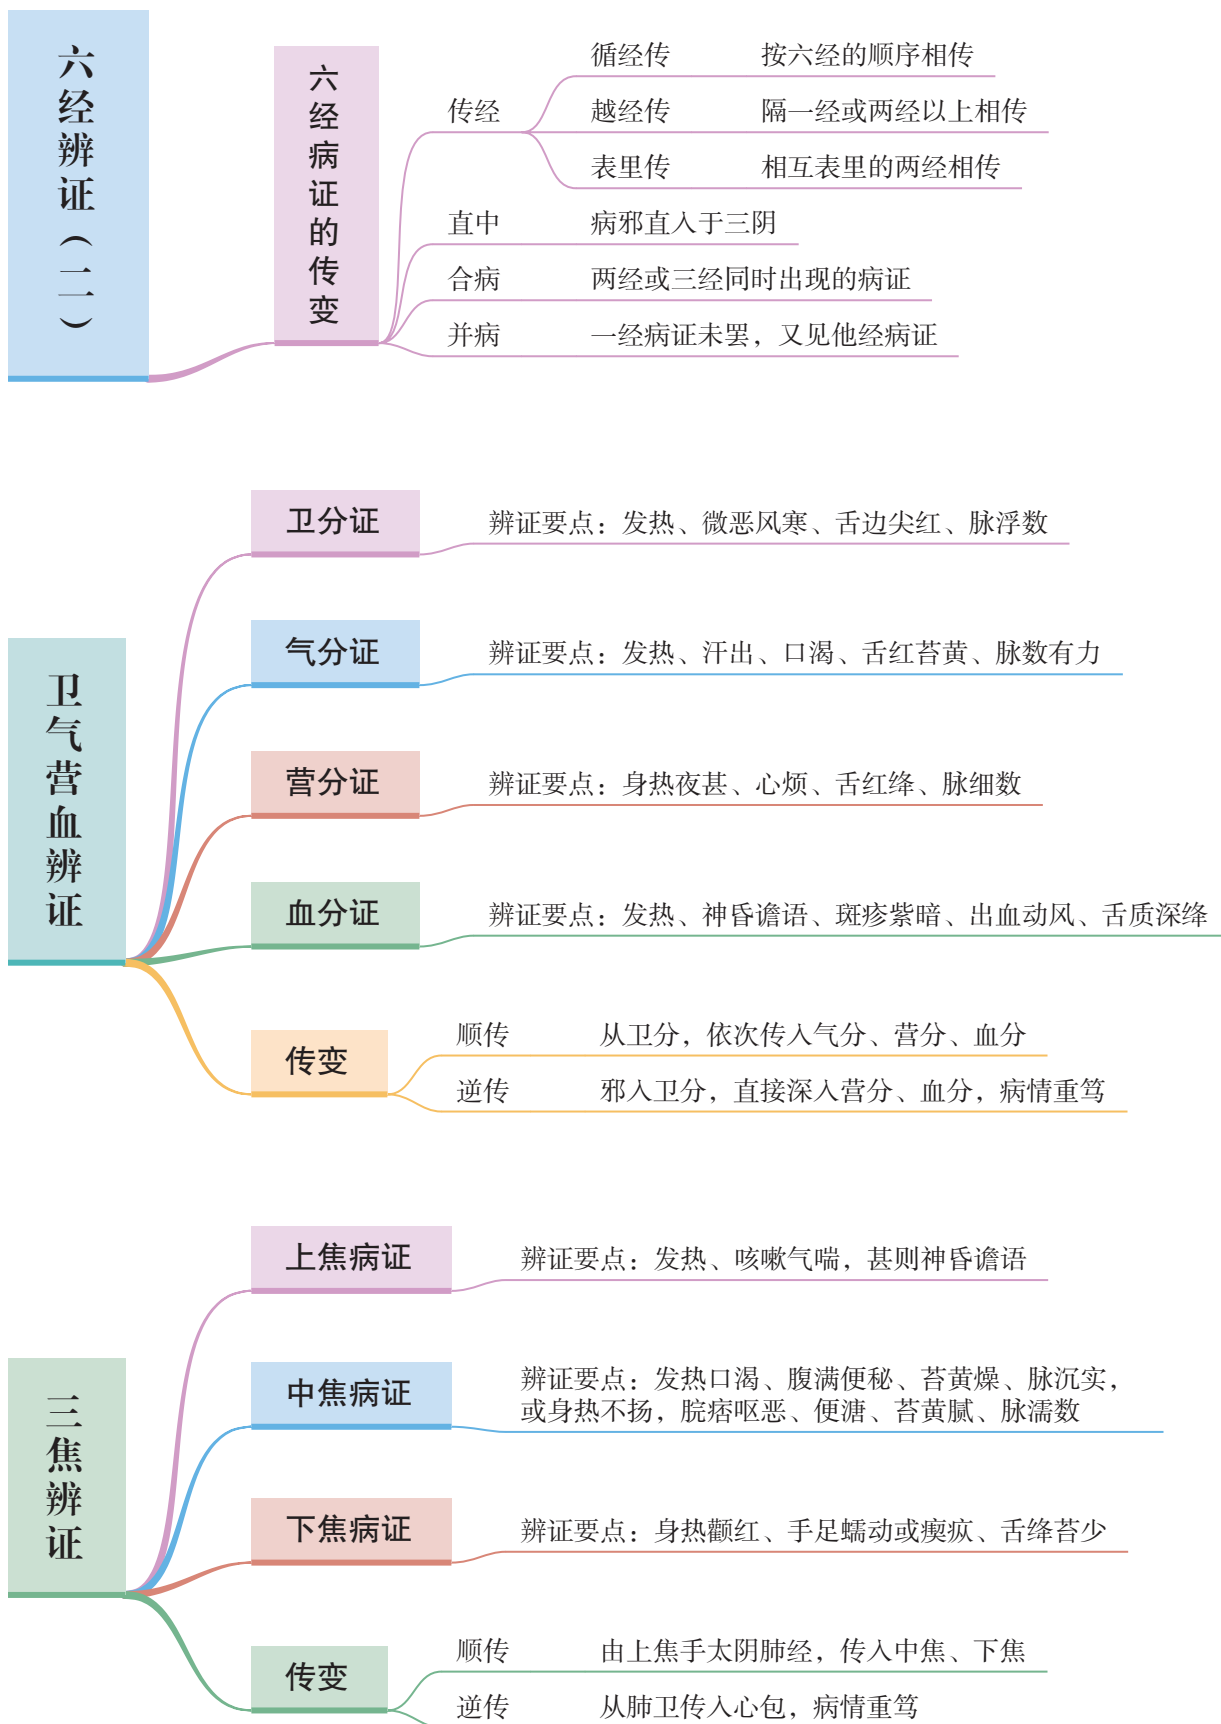 六经辨证（二）
六经病证的传变
传经
循经传 按六经的顺序相传
越经传 隔一经或两经以上相传
表里传 相互表里的两经相传
直中 病邪直入于三阴
合病 两经或三经同时出现的病证
并病 一经病证未罢，又见他经病证
卫气营血辨证
卫分证 辨证要点：发热、微恶风寒、舌边尖红、脉浮数
气分证 辨证要点：发热、汗出、口渴、舌红苔黄、脉数有力
营分证 辨证要点：身热夜甚、心烦、舌红绛、脉细数
血分证 辨证要点：发热、神昏谵语、斑疹紫暗、出血动风、舌质深绛
传变
顺传 从卫分，依次传入气分、营分、血分
逆传 邪入卫分，直接深入营分、血分，病情重笃
三焦辨证
上焦病证 辨证要点：发热、咳嗽气喘，甚则神昏谵语
中焦病证 辨证要点：发热口渴、腹满便秘、苔黄燥、脉沉实，
或身热不扬，脘痞呕恶、便溏、苔黄腻、脉濡数
下焦病证 辨证要点：身热颧红、手足蠕动或瘈疭、舌绛苔少
传变
顺传 由上焦手太阴肺经，传入中焦、下焦
逆传 从肺卫传入心包，病情重笃